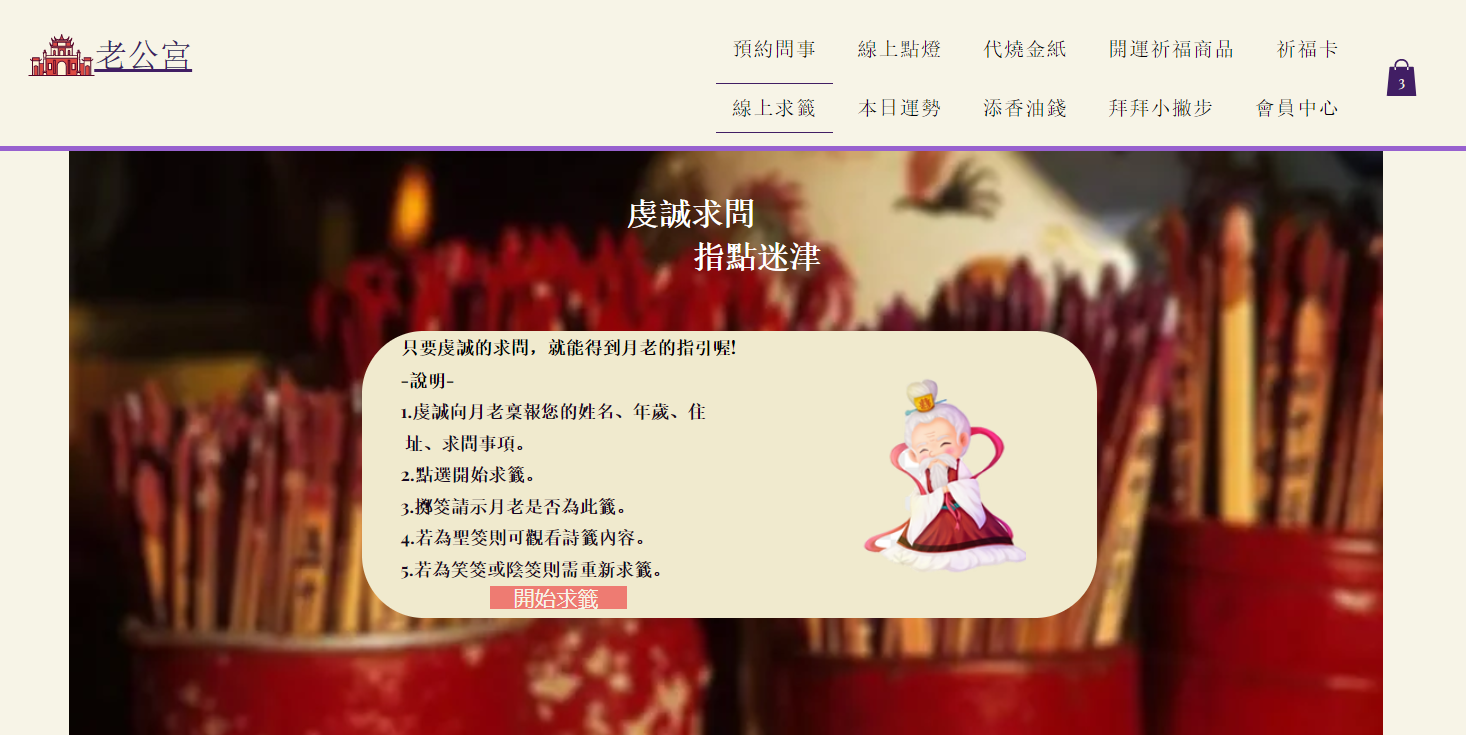 老公宮
預約問事 線上點燈 代燒金紙 開運祈福商品 祈福卡
3
線上求籤 本日運勢 添香油錢 拜拜小撇步 會員中心
虔誠求問
指點迷津
只要虔誠的求問，就能得到月老的指引喔!
-說明-
1.虔誠向月老稟報您的姓名、年歲、住
址、求問事項。
2.點選開始求籤。
3.擲筊請示月老是否為此籤。
4.若為聖筊則可觀看詩籤內容。
5.若為笑筊或陰筊則需重新求籤。
開始求籤